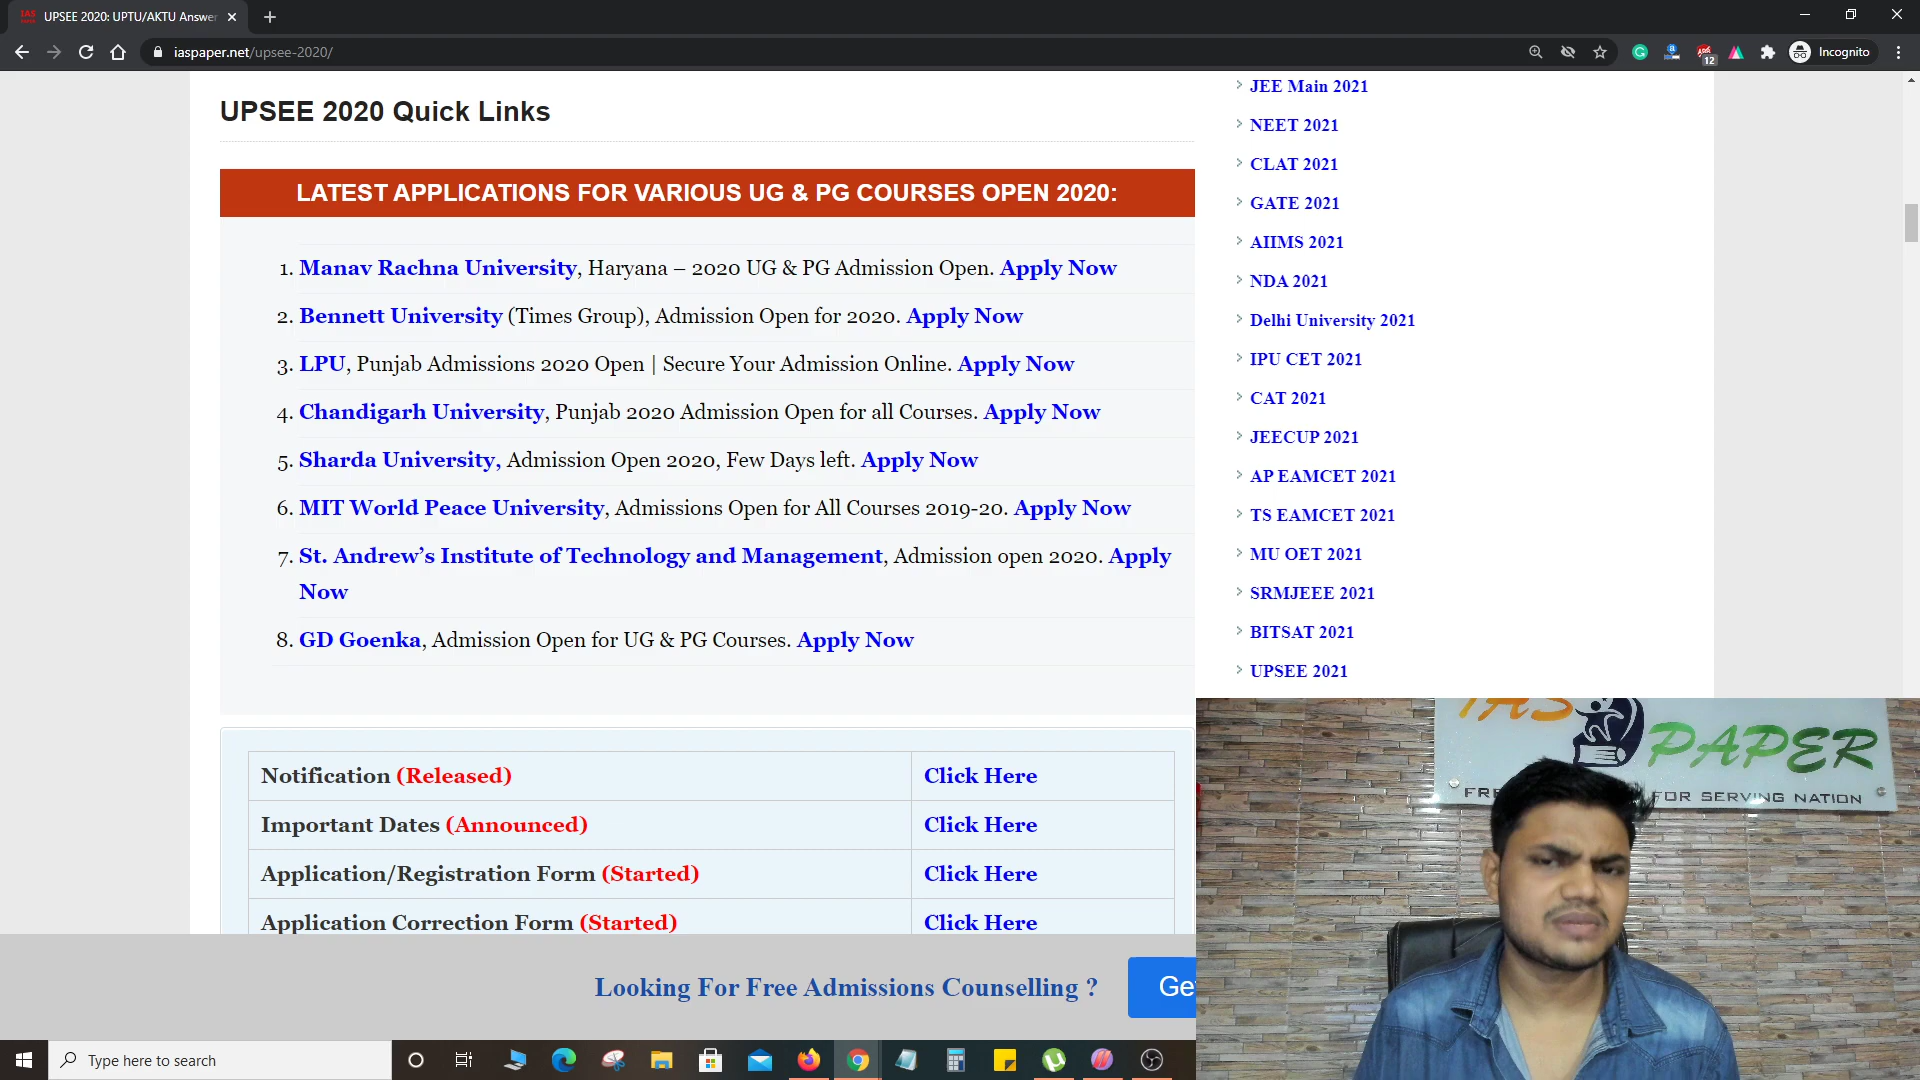 UPSEE 2020: UPTU/AKTU Answer
iaspaper.net/upsee-2020/
12
Incognito
UPSEE 2020 Quick Links
LATEST APPLICATIONS FOR VARIOUS UG & PG COURSES OPEN 2020:
1. Manav Rachna University, Haryana – 2020 UG & PG Admission Open. Apply Now
2. Bennett University (Times Group), Admission Open for 2020. Apply Now
3. LPU, Punjab Admissions 2020 Open | Secure Your Admission Online. Apply Now
4. Chandigarh University, Punjab 2020 Admission Open for all Courses. Apply Now
5. Sharda University, Admission Open 2020, Few Days left. Apply Now
6. MIT World Peace University, Admissions Open for All Courses 2019-20. Apply Now
7. St. Andrew’s Institute of Technology and Management, Admission open 2020. Apply
Now
8. GD Goenka, Admission Open for UG & PG Courses. Apply Now
Notification (Released) Click Here
Important Dates (Announced) Click Here
Application/Registration Form (Started) Click Here
Application Correction Form (Started) Click Here
JEE Main 2021
NEET 2021
CLAT 2021
GATE 2021
AIIMS 2021
NDA 2021
Delhi University 2021
IPU CET 2021
CAT 2021
JEECUP 2021
AP EAMCET 2021
TS EAMCET 2021
MU OET 2021
SRMJEEE 2021
BITSAT 2021
UPSEE 2021
IAS
PAPER
FOR SERVING NATION
Looking For Free Admissions Counselling ?
Type here to search